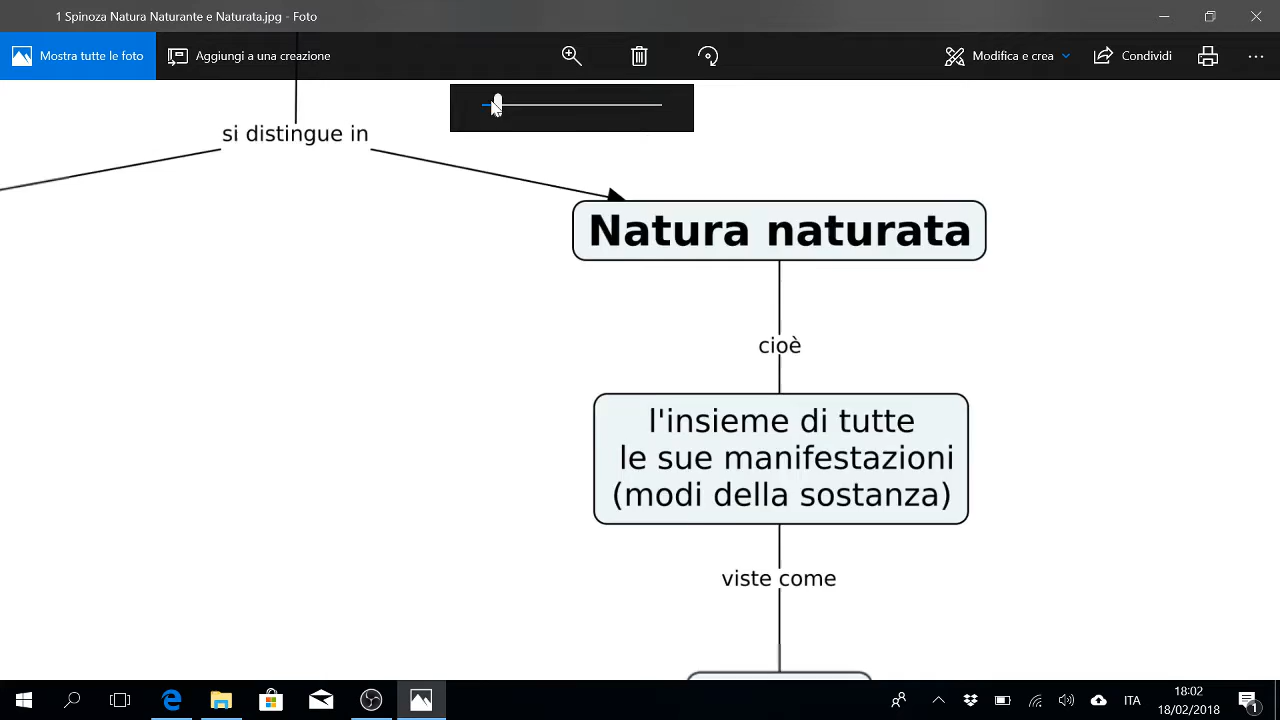 1 Spinoza Natura Naturante e Naturata.jpg - Foto
Mostra tutte le foto
Aggiungi a una creazione
Modifica e crea
Condividi
si distingue in
Natura naturata
cioè
l'insieme di tutte
le sue manifestazioni
(modi della sostanza)
viste come
ITA
18:02
18/02/2018
1